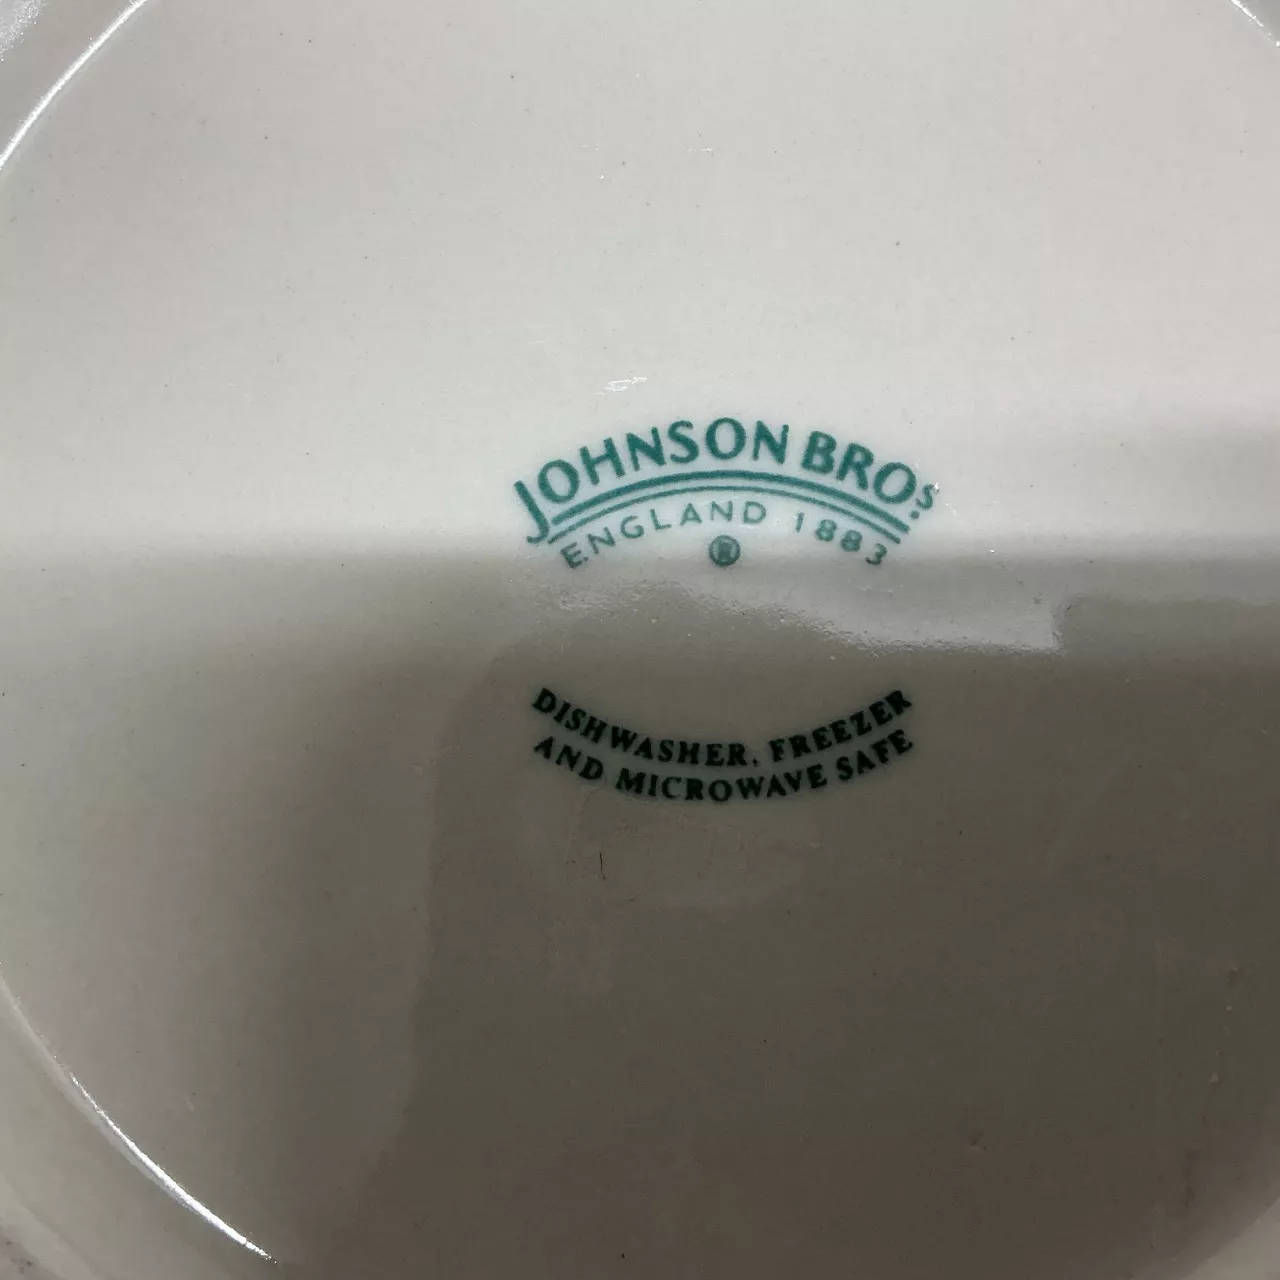 JOHNSON BROS.
ENGLAND 1883
®
DISHWASHER, FREEZER
AND MICROWAVE SAFE